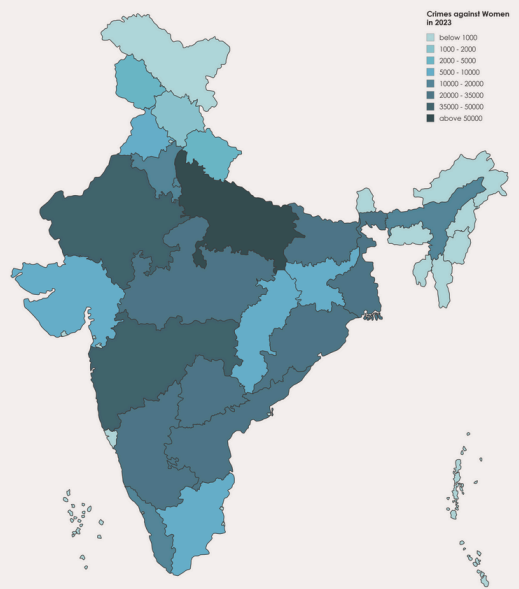 Crimes against Women
in 2023
below 1000
1000 - 2000
2000 - 5000
5000 - 10000
10000 - 20000
20000 - 35000
35000 - 50000
above 50000